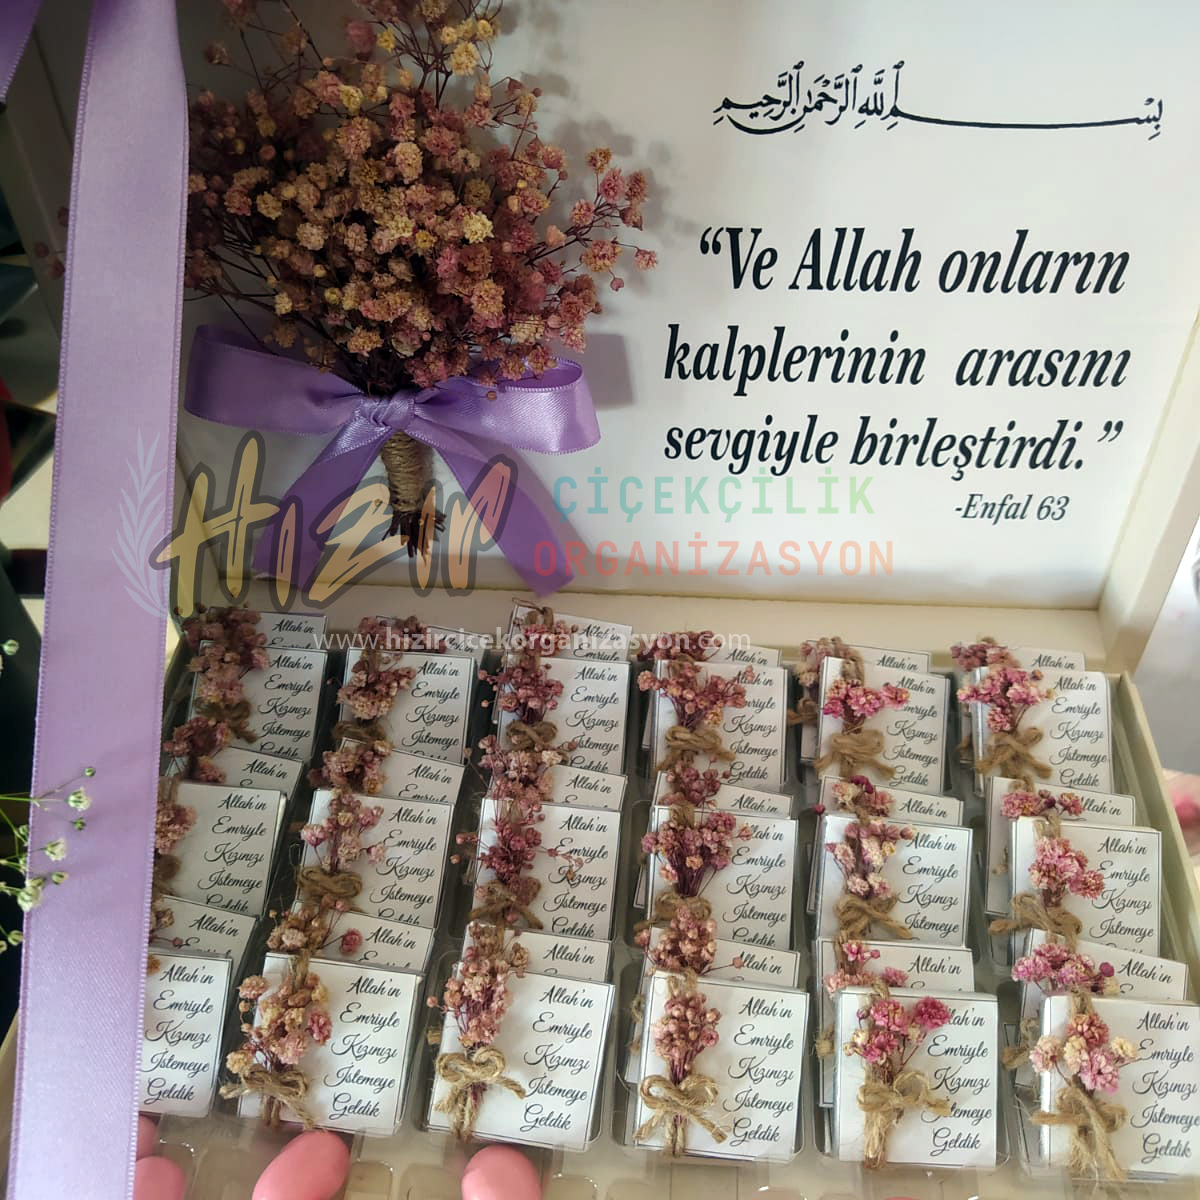 بِسْمِ اللَّهِ الرَّحْمَٰنِ الرَّحِيمِ
“Ve Allah onların
kalplerinin arasını
sevgiyle birleştirdi.”
-Enfal 63
Hızır
ÇİÇEKÇİLİK
ORGANİZASYON
www.hizircicekorganizasyon.com
Allah'ın
Emriyle
Kızınızı
İstemeye
Geldik